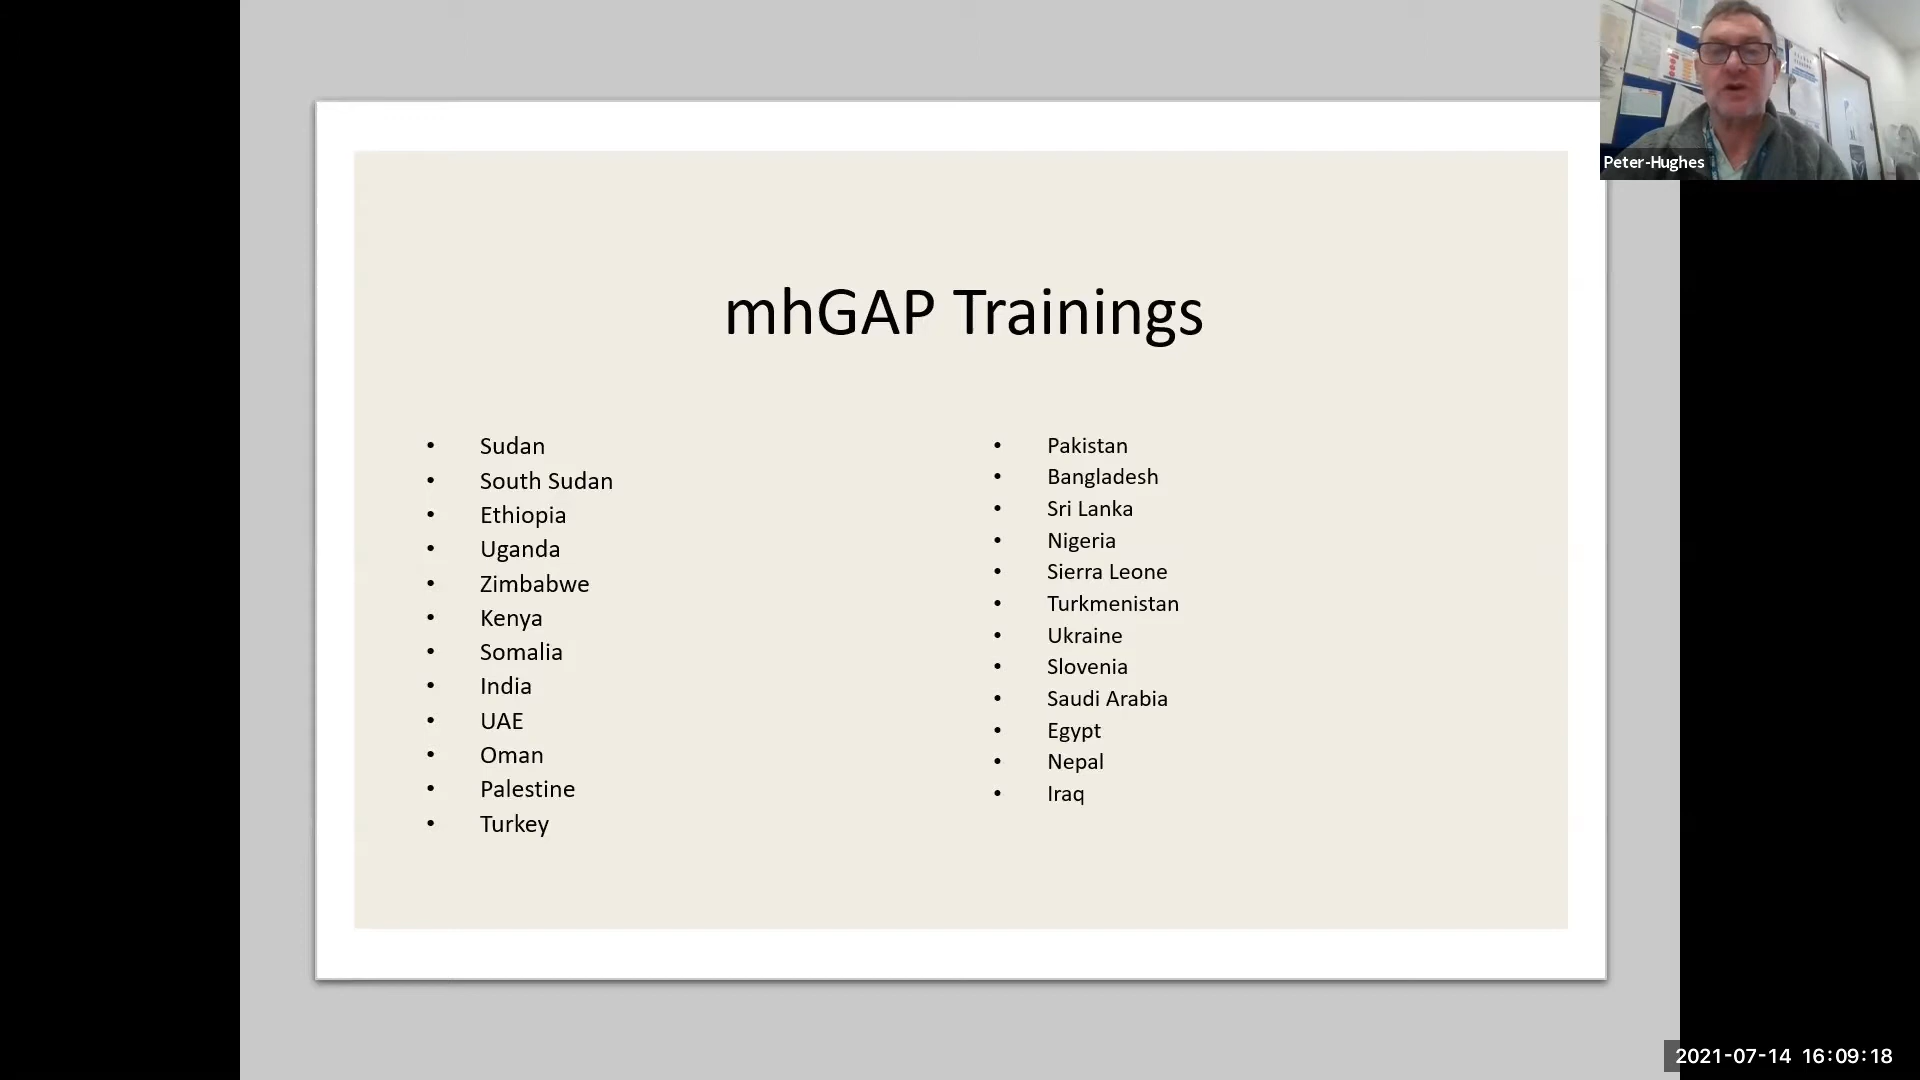 mhGAP Trainings
• Sudan
• South Sudan
• Ethiopia
• Uganda
• Zimbabwe
• Kenya
• Somalia
• India
• UAE
• Oman
• Palestine
• Turkey
• Pakistan
• Bangladesh
• Sri Lanka
• Nigeria
• Sierra Leone
• Turkmenistan
• Ukraine
• Slovenia
• Saudi Arabia
• Egypt
• Nepal
• Iraq
Peter-Hughes
2021-07-14 16:09:18